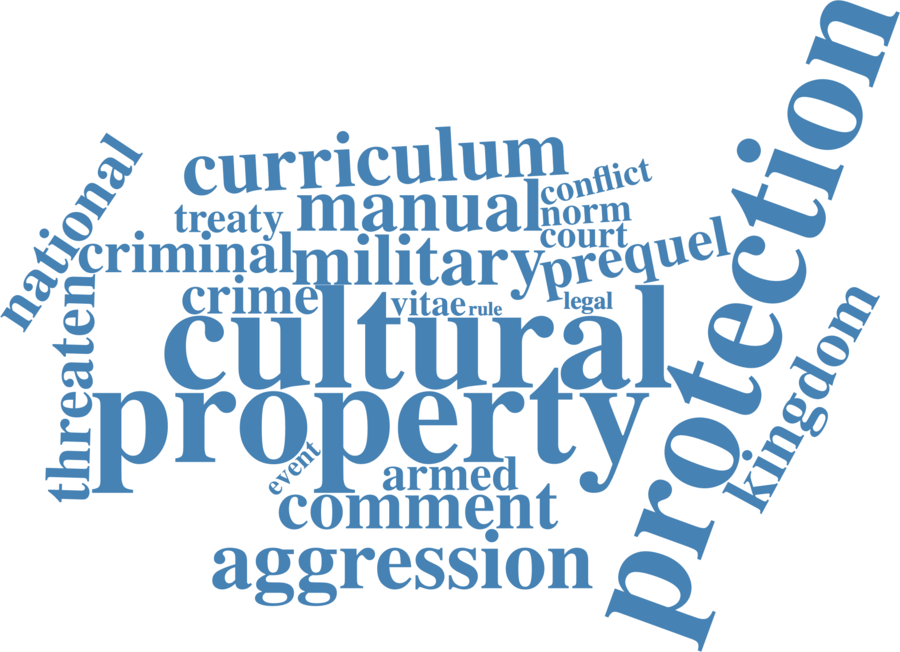 protection
national
curriculum
conflict
treaty
manual
norm
court
criminal
military
prequel
threaten
crime
vitae
rule
legal
cultural
kingdom
property
event
armed
comment
aggression